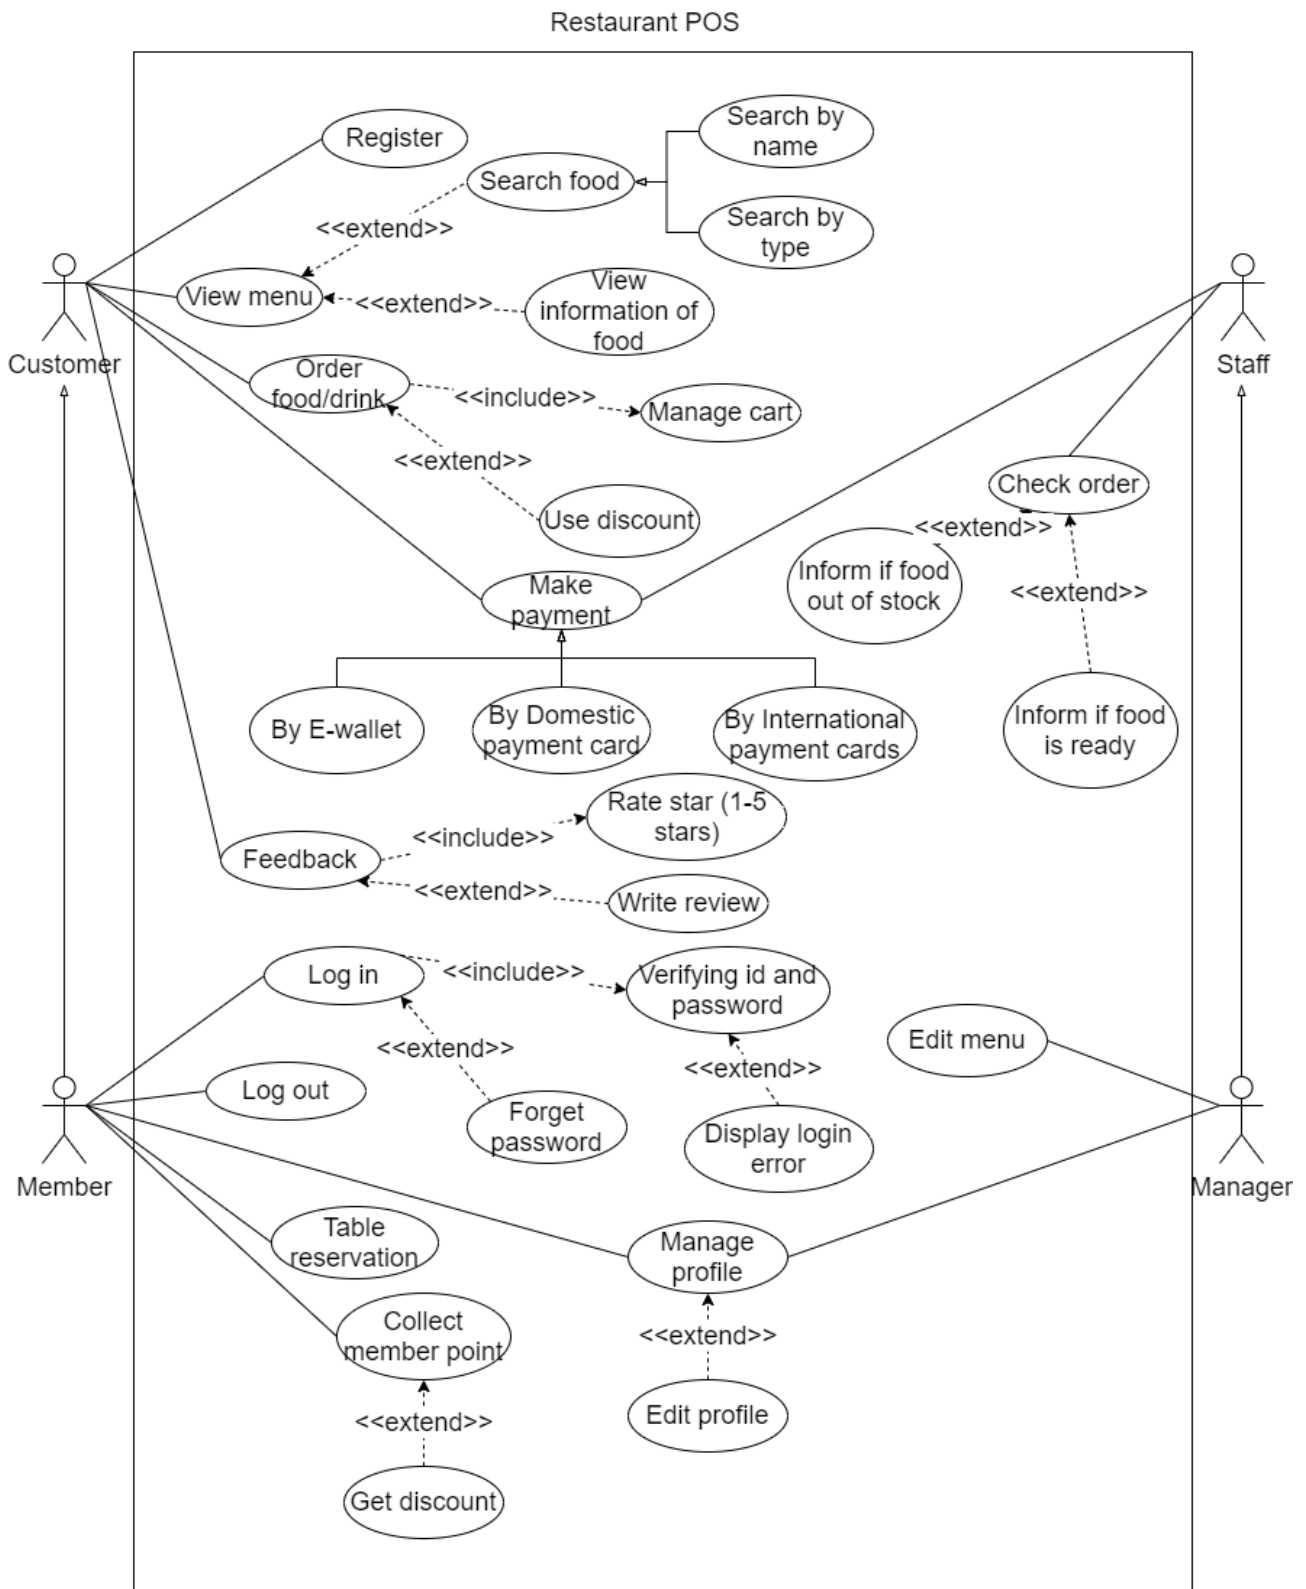 Restaurant POS
Register
Search food
Search by
name
Search by
type
<<extend>>
View menu
<<extend>>
View
information of
food
Customer
Staff
Order
food/drink
<<include>>
Manage cart
<<extend>>
Use discount
Check order
<<extend>>
Inform if food
out of stock
<<extend>>
Inform if food
is ready
Make
payment
By E-wallet
By Domestic
payment card
By International
payment cards
Feedback
<<include>>
Rate star (1-5
stars)
<<extend>>
Write review
Log in
<<include>>
Verifying id and
password
<<extend>>
Forget
password
<<extend>>
Display login
error
Edit menu
Log out
Member
Manager
Table
reservation
Manage
profile
Collect
member point
<<extend>>
Edit profile
<<extend>>
Get discount